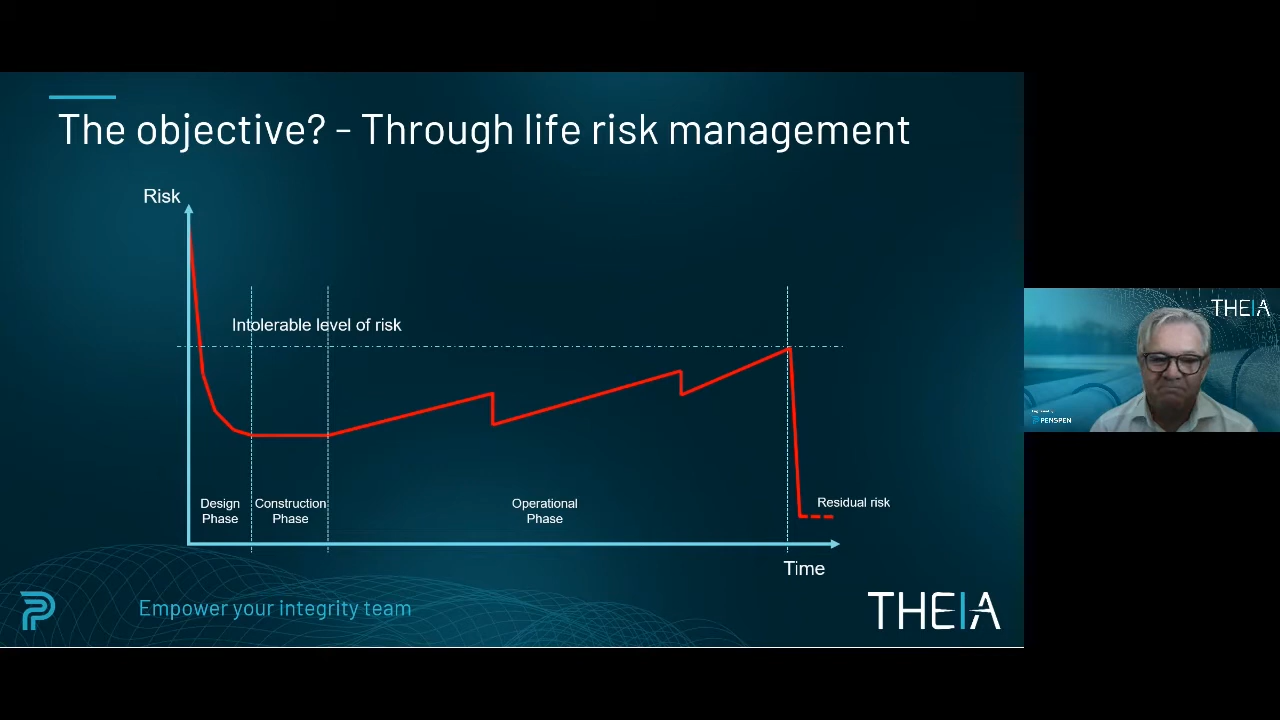 The objective? - Through life risk management
Risk
Intolerable level of risk
Design
Phase
Construction
Phase
Operational
Phase
Residual risk
Time
Empower your integrity team
THEIA
THEIA
PENSPEN